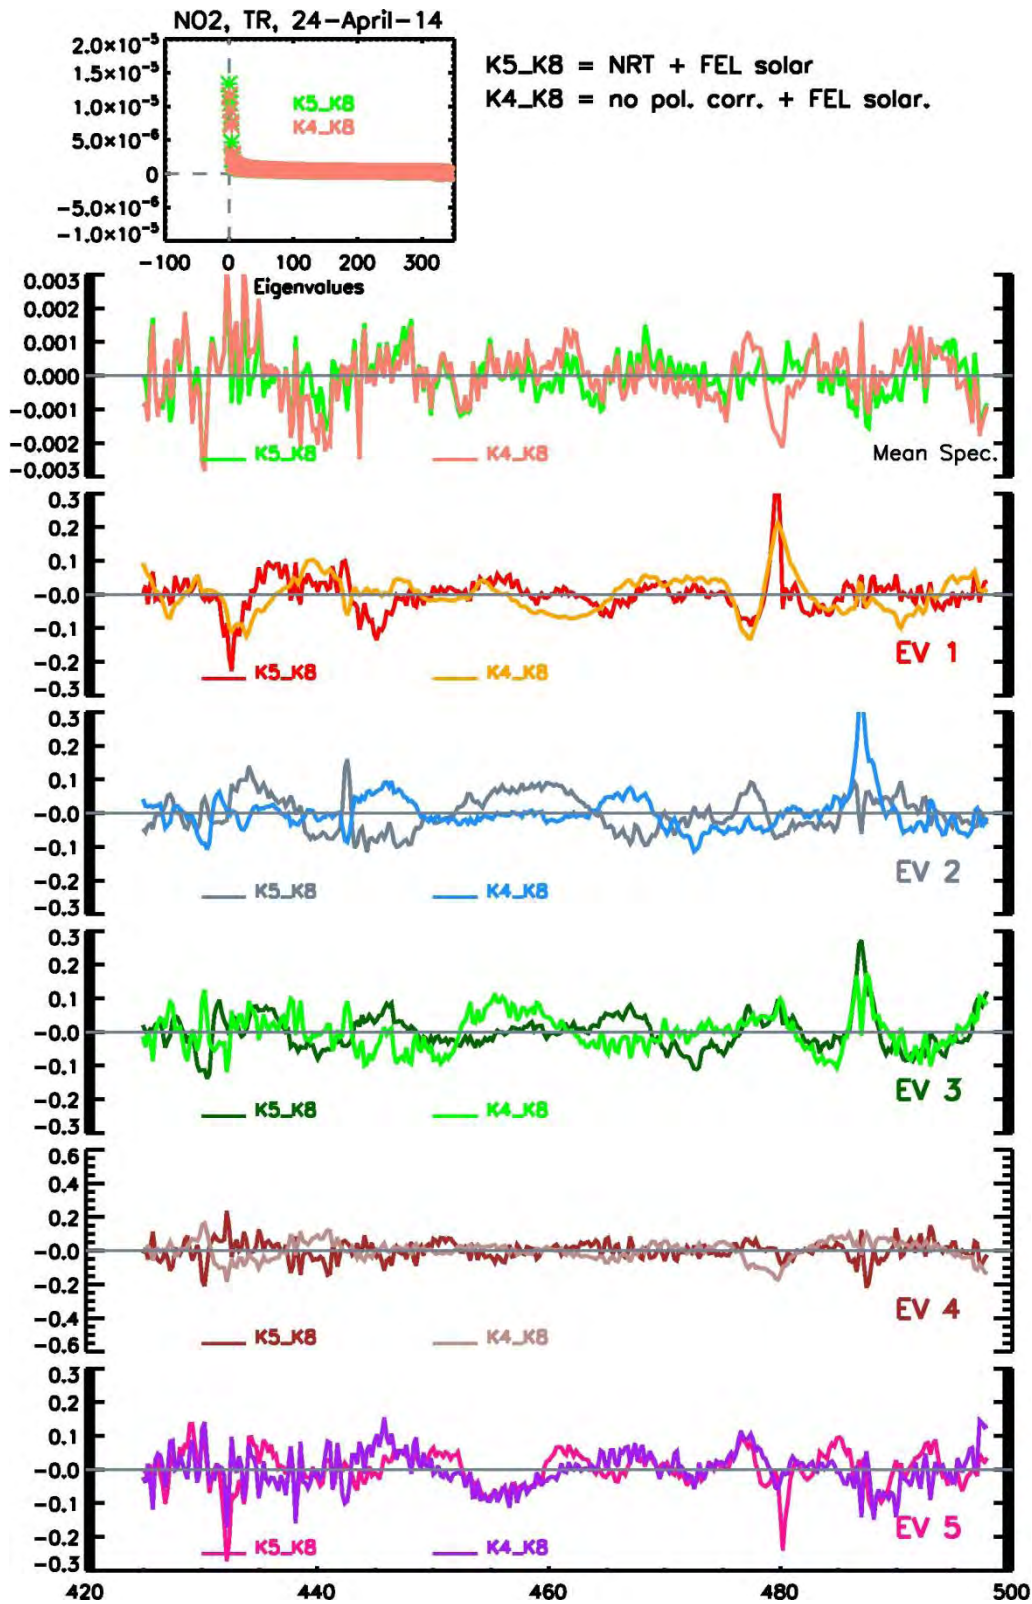 NO2, TR, 24-April-14
K5_K8 = NRT + FEL solar
K4_K8 = no pol. corr. + FEL solar.
2.0×10⁻⁵
1.5×10⁻⁵
1.0×10⁻⁵
5.0×10⁻⁶
0
−5.0×10⁻⁶
−1.0×10⁻⁵
K5_K8
K4_K8
−100 0 100 200 300
Eigenvalues
0.003
0.002
0.001
0.000
−0.001
−0.002
−0.003
K5_K8 K4_K8
Mean Spec.
0.3
0.2
0.1
−0.0
−0.1
−0.2
−0.3
K5_K8 K4_K8
EV 1
0.3
0.2
0.1
−0.0
−0.1
−0.2
−0.3
K5_K8 K4_K8
EV 2
0.3
0.2
0.1
−0.0
−0.1
−0.2
−0.3
K5_K8 K4_K8
EV 3
0.6
0.4
0.2
−0.0
−0.2
−0.4
−0.6
K5_K8 K4_K8
EV 4
0.3
0.2
0.1
−0.0
−0.1
−0.2
−0.3
K5_K8 K4_K8
EV 5
420 440 460 480 500